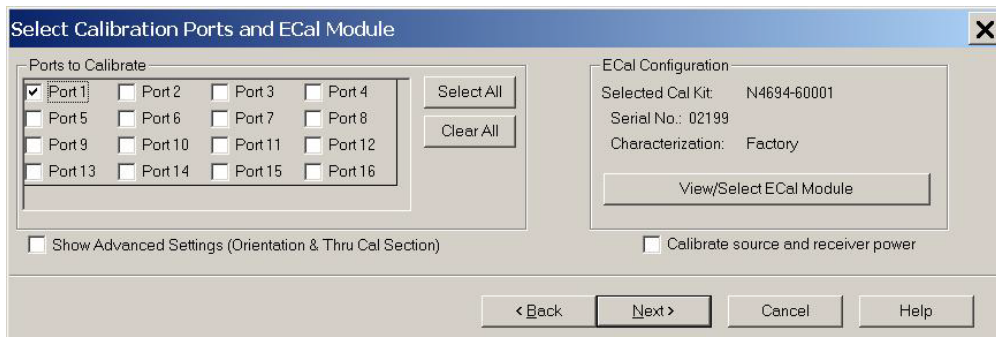 Select Calibration Ports and ECal Module
Ports to Calibrate
Port 1 Port 2 Port 3 Port 4
Port 5 Port 6 Port 7 Port 8
Port 9 Port 10 Port 11 Port 12
Port 13 Port 14 Port 15 Port 16
Select All
Clear All
Show Advanced Settings (Orientation & Thru Cal Section)
ECal Configuration
Selected Cal Kit: N4694-60001
Serial No.: 02199
Characterization: Factory
View/Select ECal Module
Calibrate source and receiver power
< Back
Next >
Cancel
Help